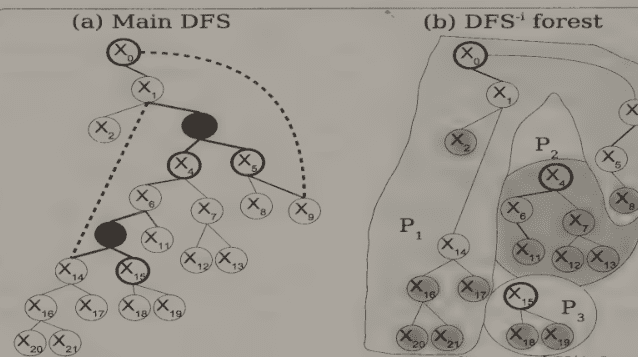 (a) Main DFS
(b) DFS⁻ⁱ forest
X₀
X₁
X₂
X₄
X₅
X₆
X₇
X₈
X₉
X₁₁
X₁₂
X₁₃
X₁₄
X₁₅
X₁₆
X₁₇
X₁₈
X₁₉
X₂₀
X₂₁
X₀
X₁
X₂
P₂
X₄
X₅
X₆
X₇
X₈
P₁
X₁₁
X₁₂
X₁₃
X₁₄
X₁₅
P₃
X₁₆
X₁₇
X₁₈
X₁₉
X₂₀
X₂₁